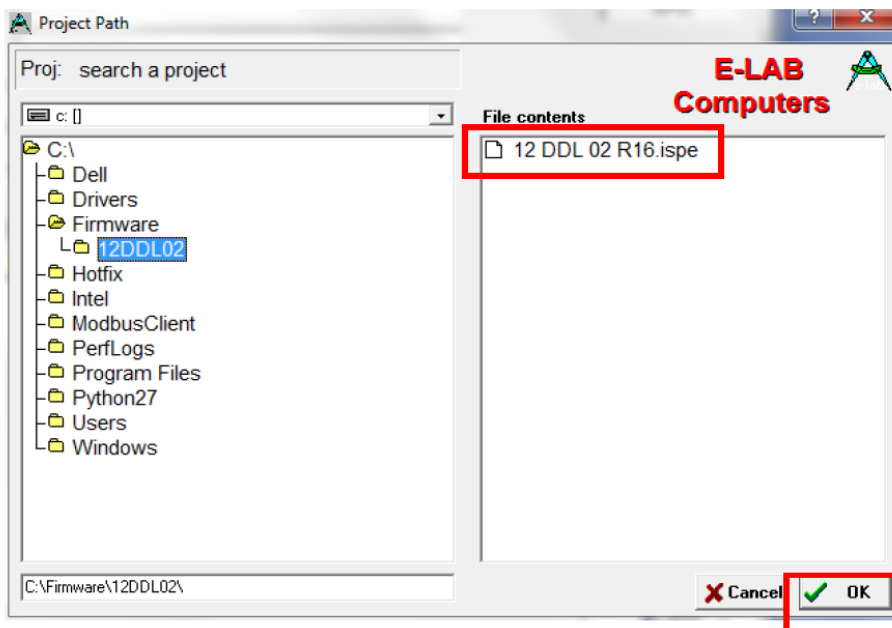 Project Path
?
X
Proj: search a project
E-LAB
Computers
c: []
File contents
C:\
Dell
Drivers
Firmware
12DDL02
Hotfix
Intel
ModbusClient
PerfLogs
Program Files
Python27
Users
Windows
12 DDL 02 R16.ispe
C:\Firmware\12DDL02\
Cancel
OK